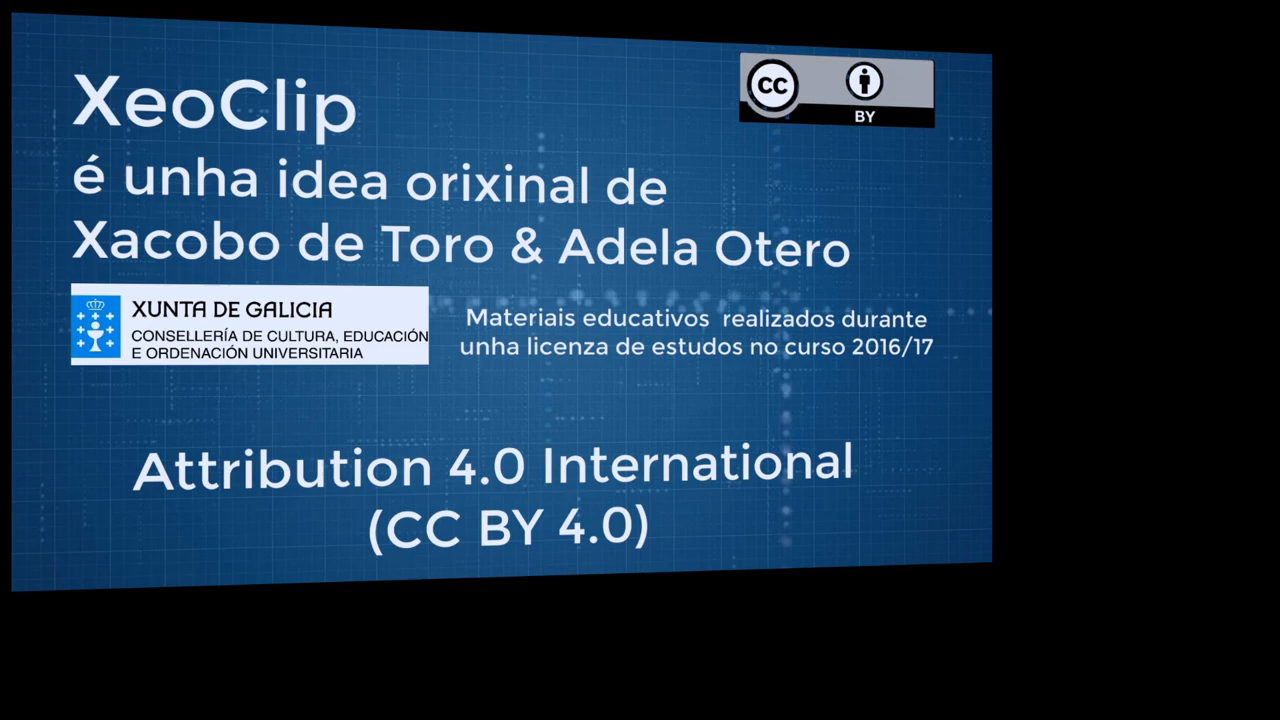 XeoClip
CC
BY
é unha idea orixinal de
Xacobo de Toro & Adela Otero
XUNTA DE GALICIA
CONSELLERÍA DE CULTURA, EDUCACIÓN
E ORDENACIÓN UNIVERSITARIA
Materiais educativos realizados durante
unha licenza de estudos no curso 2016/17
Attribution 4.0 International
(CC BY 4.0)